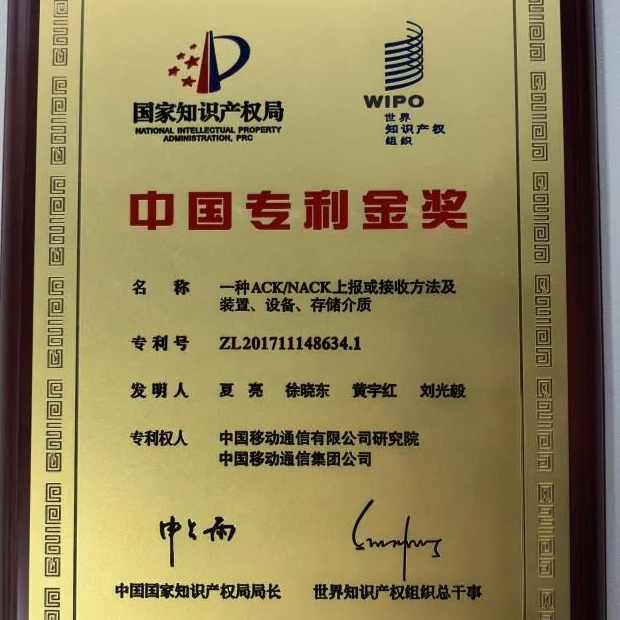 国家知识产权局
NATIONAL INTELLECTUAL PROPERTY
ADMINISTRATION, PRC
WIPO
世界
知识产权
组织
中国专利金奖
名 称 一种ACK/NACK上报或接收方法及
装置、设备、存储介质
专利号 ZL201711148634.1
发明人 夏 亮 徐晓东 黄宇红 刘光毅
专利权人 中国移动通信有限公司研究院
中国移动通信集团公司
申长雨
中国国家知识产权局局长 世界知识产权组织总干事